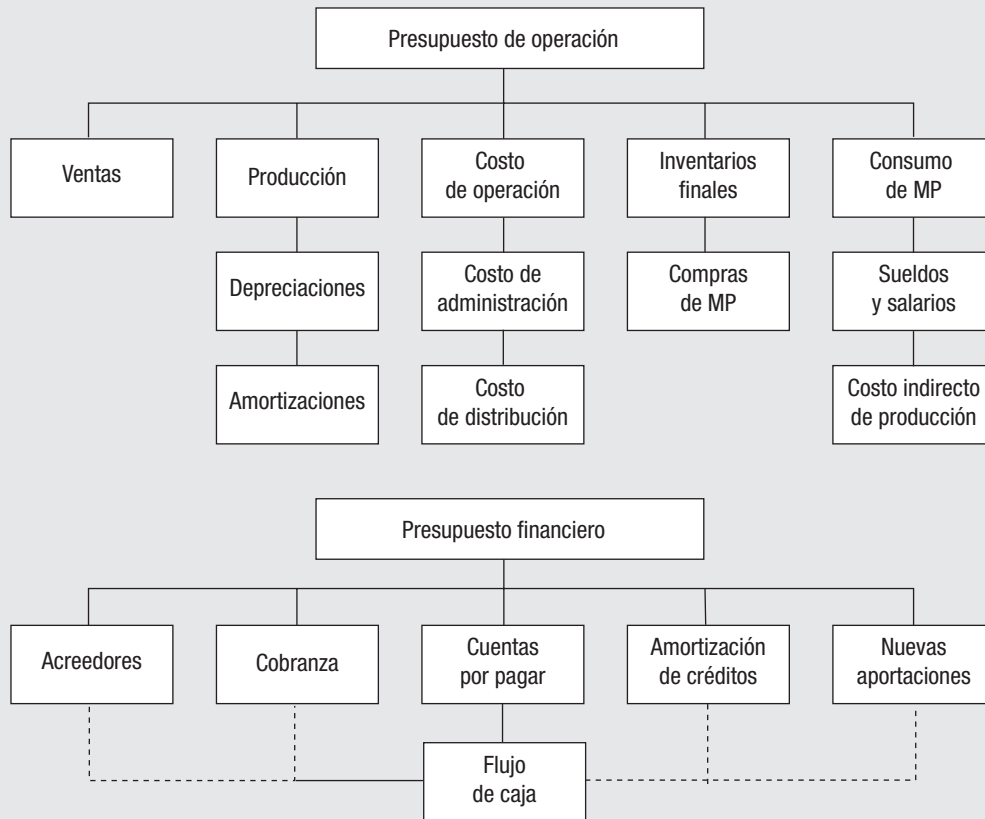 Presupuesto de operación
Ventas
Producción
Costo
de operación
Inventarios
finales
Consumo
de MP
Depreciaciones
Costo de
administración
Compras
de MP
Sueldos
y salarios
Amortizaciones
Costo
de distribución
Costo indirecto
de producción
Presupuesto financiero
Acreedores
Cobranza
Cuentas
por pagar
Amortización
de créditos
Nuevas
aportaciones
Flujo
de caja